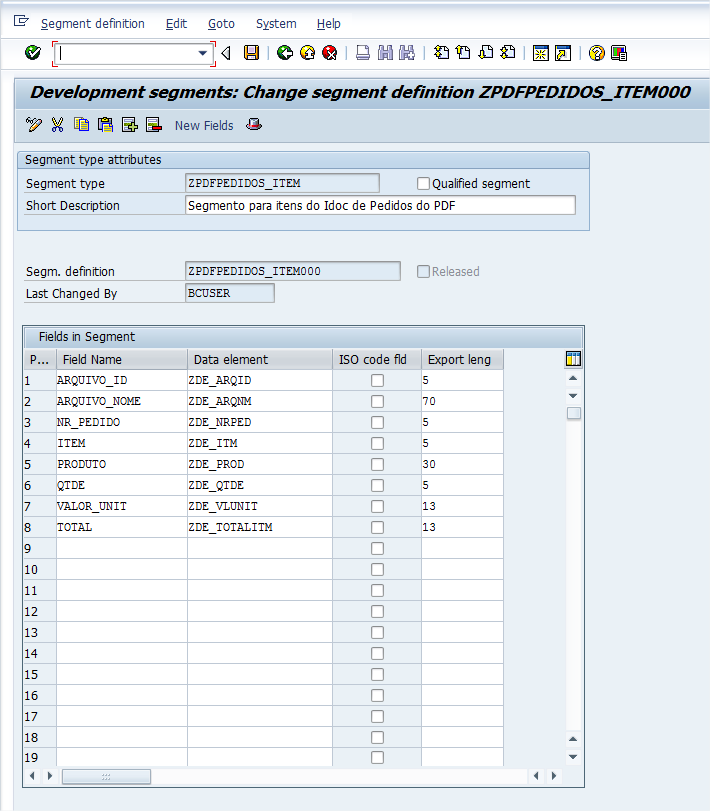 Segment definition Edit Goto System Help
Development segments: Change segment definition ZPDFPEDIDOS_ITEM000
New Fields
Segment type attributes
Segment type ZPDFPEDIDOS_ITEM Qualified segment
Short Description Segmento para itens do Idoc de Pedidos do PDF
Segm. definition ZPDFPEDIDOS_ITEM000 Released
Last Changed By BCUSER
Fields in Segment
P... Field Name Data element ISO code fld Export leng
1 ARQUIVO_ID ZDE_ARQID 5
2 ARQUIVO_NOME ZDE_ARQNM 70
3 NR_PEDIDO ZDE_NRPED 5
4 ITEM ZDE_ITM 5
5 PRODUTO ZDE_PROD 30
6 QTDE ZDE_QTDE 5
7 VALOR_UNIT ZDE_VLUNIT 13
8 TOTAL ZDE_TOTALITM 13
9
10
11
12
13
14
15
16
17
18
19